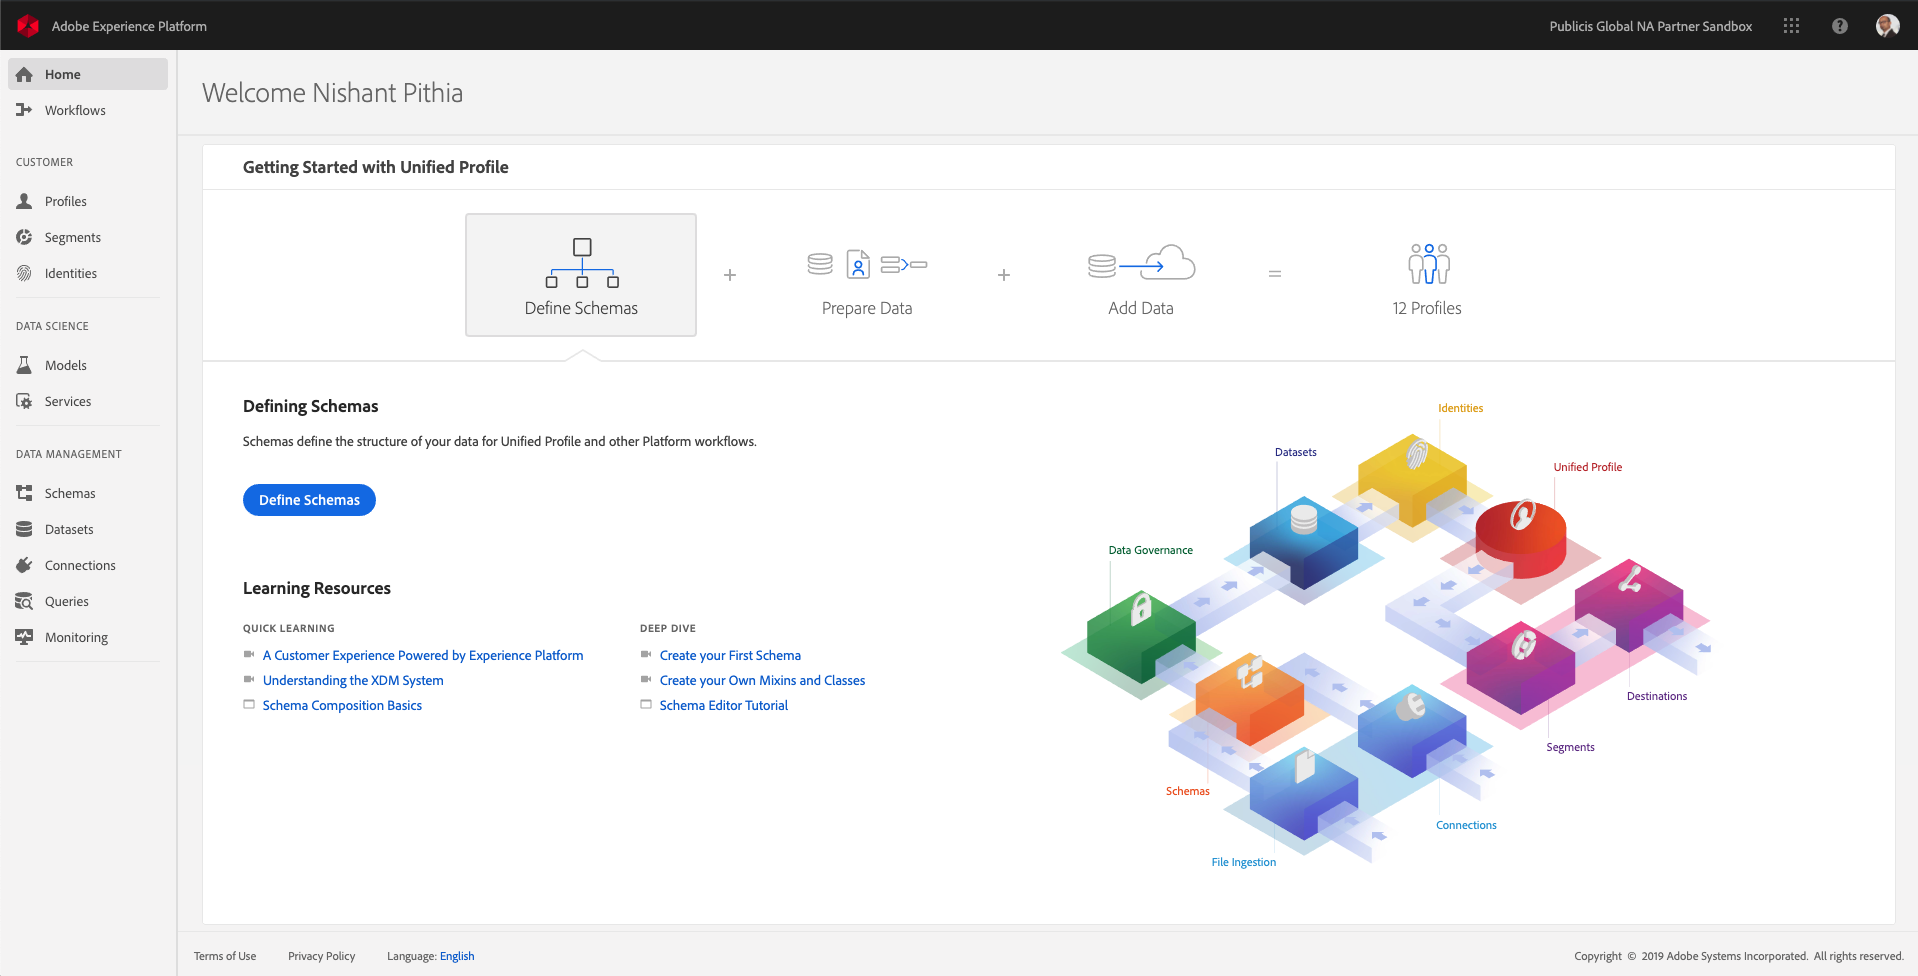 Adobe Experience Platform
Publicis Global NA Partner Sandbox
Home
Workflows
CUSTOMER
Profiles
Segments
Identities
DATA SCIENCE
Models
Services
DATA MANAGEMENT
Schemas
Datasets
Connections
Queries
Monitoring
Welcome Nishant Pithia
Getting Started with Unified Profile
Define Schemas
+
Prepare Data
+
Add Data
=
12 Profiles
Defining Schemas
Schemas define the structure of your data for Unified Profile and other Platform workflows.
Define Schemas
Learning Resources
QUICK LEARNING
A Customer Experience Powered by Experience Platform
Understanding the XDM System
Schema Composition Basics
DEEP DIVE
Create your First Schema
Create your Own Mixins and Classes
Schema Editor Tutorial
Identities
Datasets
Unified Profile
Data Governance
Destinations
Segments
Schemas
Connections
File Ingestion
Terms of Use
Privacy Policy
Language: English
Copyright © 2019 Adobe Systems Incorporated. All rights reserved.